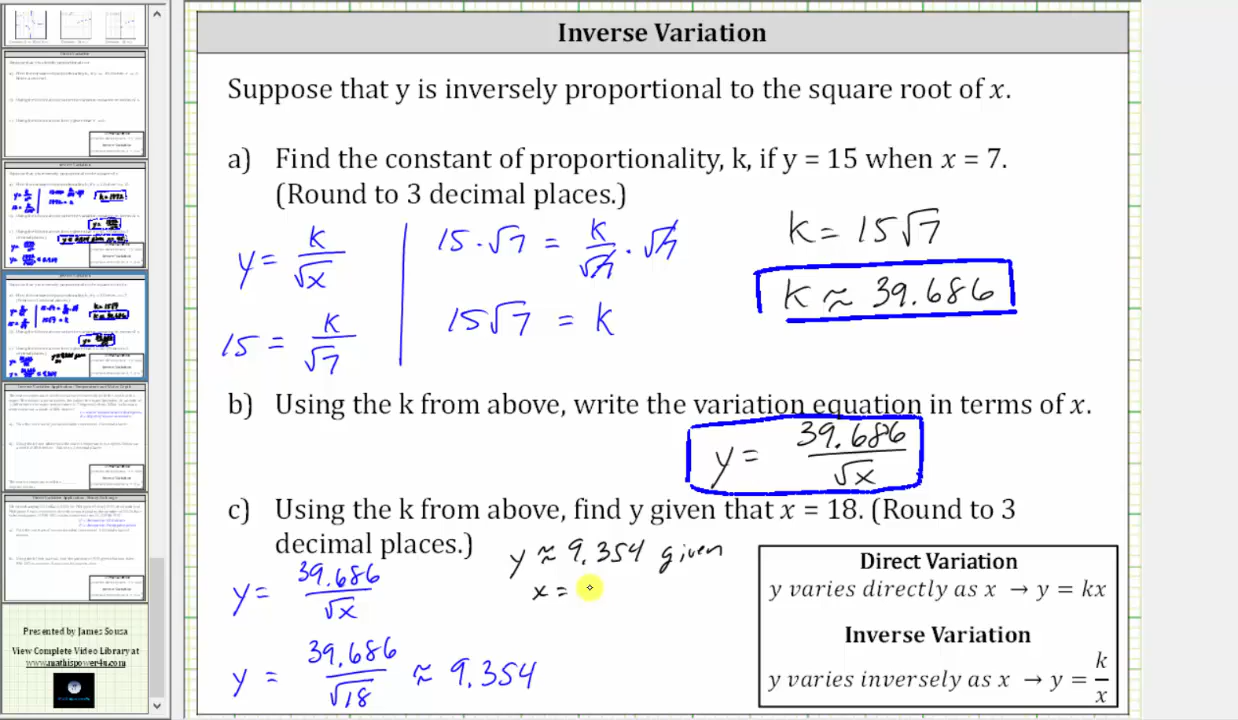 Inverse Variation
Suppose that y is inversely proportional to the square root of x.
a) Find the constant of proportionality, k, if y = 15 when x = 7.
(Round to 3 decimal places.)
y = k/√x
15 · √7 = k/√7 · √7
k = 15√7
k ≈ 39.686
15 = k/√7
15√7 = k
b) Using the k from above, write the variation equation in terms of x.
y = 39.686/√x
c) Using the k from above, find y given that x = 18. (Round to 3
decimal places.)
y ≈ 9.354 given
x =
y = 39.686/√x
y = 39.686/√18 ≈ 9.354
Direct Variation
y varies directly as x → y = kx
Inverse Variation
y varies inversely as x → y = k/x
Presented by James Sousa
View Complete Video Library at
www.mathispower4u.com